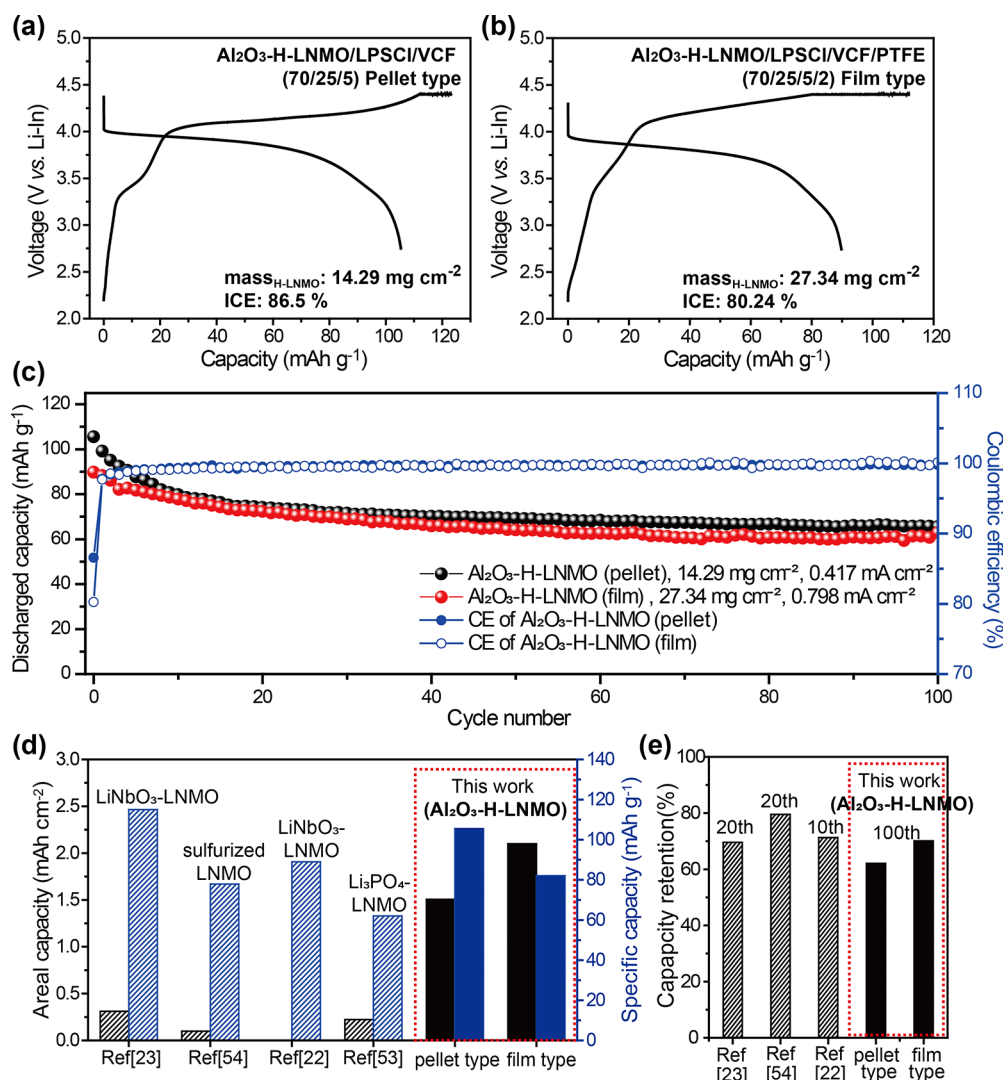 (a)
Al₂O₃-H-LNMO/LPSCI/VCF
(70/25/5) Pellet type
mass_H-LNMO: 14.29 mg cm⁻²
ICE: 86.5 %
Voltage (V vs. Li-In)
5.0
4.5
4.0
3.5
3.0
2.5
2.0
0 20 40 60 80 100 120
Capacity (mAh g⁻¹)
(b)
Al₂O₃-H-LNMO/LPSCI/VCF/PTFE
(70/25/5/2) Film type
mass_H-LNMO: 27.34 mg cm⁻²
ICE: 80.24 %
Voltage (V vs. Li-In)
5.0
4.5
4.0
3.5
3.0
2.5
2.0
0 20 40 60 80 100 120
Capacity (mAh g⁻¹)
(c)
Discharged capacity (mAh g⁻¹)
120
100
80
60
40
20
0
Al₂O₃-H-LNMO (pellet), 14.29 mg cm⁻², 0.417 mA cm⁻²
Al₂O₃-H-LNMO (film) , 27.34 mg cm⁻², 0.798 mA cm⁻²
CE of Al₂O₃-H-LNMO (pellet)
CE of Al₂O₃-H-LNMO (film)
0 20 40 60 80 100
Cycle number
110
100
90
80
70
Coulombic efficiency (%)
(d)
Areal capacity (mAh cm⁻²)
3.0
2.5
2.0
1.5
1.0
0.5
0.0
LiNbO₃-LNMO
sulfurized
LNMO
LiNbO₃-
LNMO
Li₃PO₄-
LNMO
This work
(Al₂O₃-H-LNMO)
Ref[23] Ref[54] Ref[22] Ref[53] pellet type film type
140
120
100
80
60
40
20
0
Specific capacity (mAh g⁻¹)
(e)
Capapcity retention(%)
100
80
60
40
20
0
20th
20th
10th
100th
This work
(Al₂O₃-H-LNMO)
Ref
[23]
Ref
[54]
Ref
[22]
pellet
type
film
type